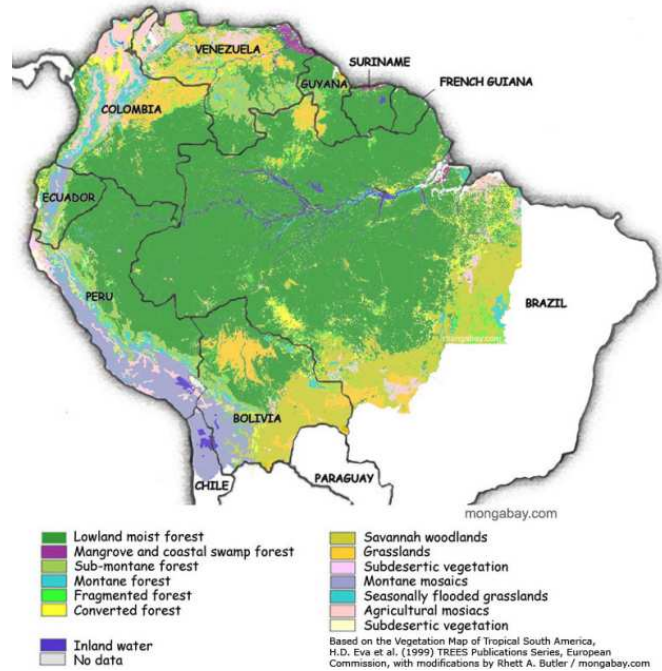 VENEZUELA
SURINAME
GUYANA
FRENCH GUIANA
COLOMBIA
ECUADOR
PERU
BRAZIL
mongabay.com
BOLIVIA
PARAGUAY
CHILE
mongabay.com
Lowland moist forest
Mangrove and coastal swamp forest
Sub-montane forest
Montane forest
Fragmented forest
Converted forest
Inland water
No data
Savannah woodlands
Grasslands
Subdesertic vegetation
Montane mosaics
Seasonally flooded grasslands
Agricultural mosiacs
Subdesertic vegetation
Based on the Vegetation Map of Tropical South America,
H.D. Eva et al. (1999) TREES Publications Series, European
Commission, with modifications by Rhett A. Butler / mongabay.com